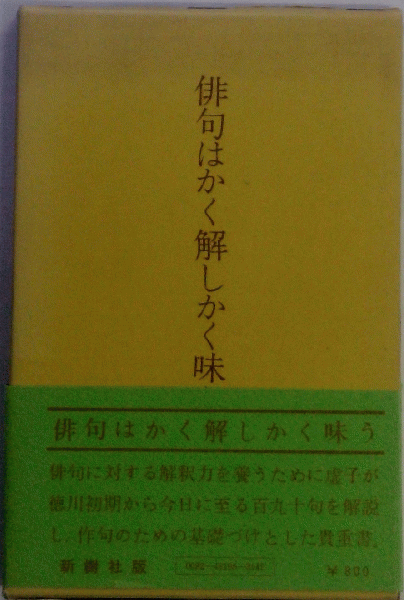 俳句はかく解しかく味
俳句はかく解しかく味う
俳句に対する解釈力を養うために虚子が
徳川初期から今日に至る百九十句を解説
し、作句のための基礎づけとした貴重書。
新樹社版
¥800